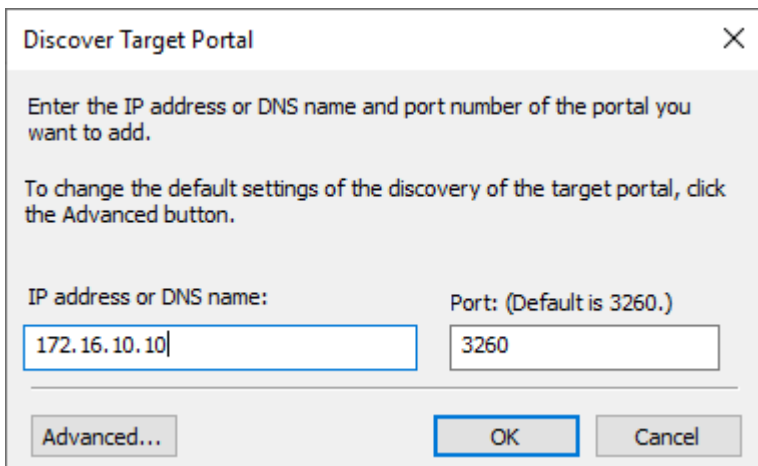 Discover Target Portal
Enter the IP address or DNS name and port number of the portal you
want to add.
To change the default settings of the discovery of the target portal, click
the Advanced button.
IP address or DNS name:
Port: (Default is 3260.)
172.16.10.10
3260
Advanced...
OK
Cancel